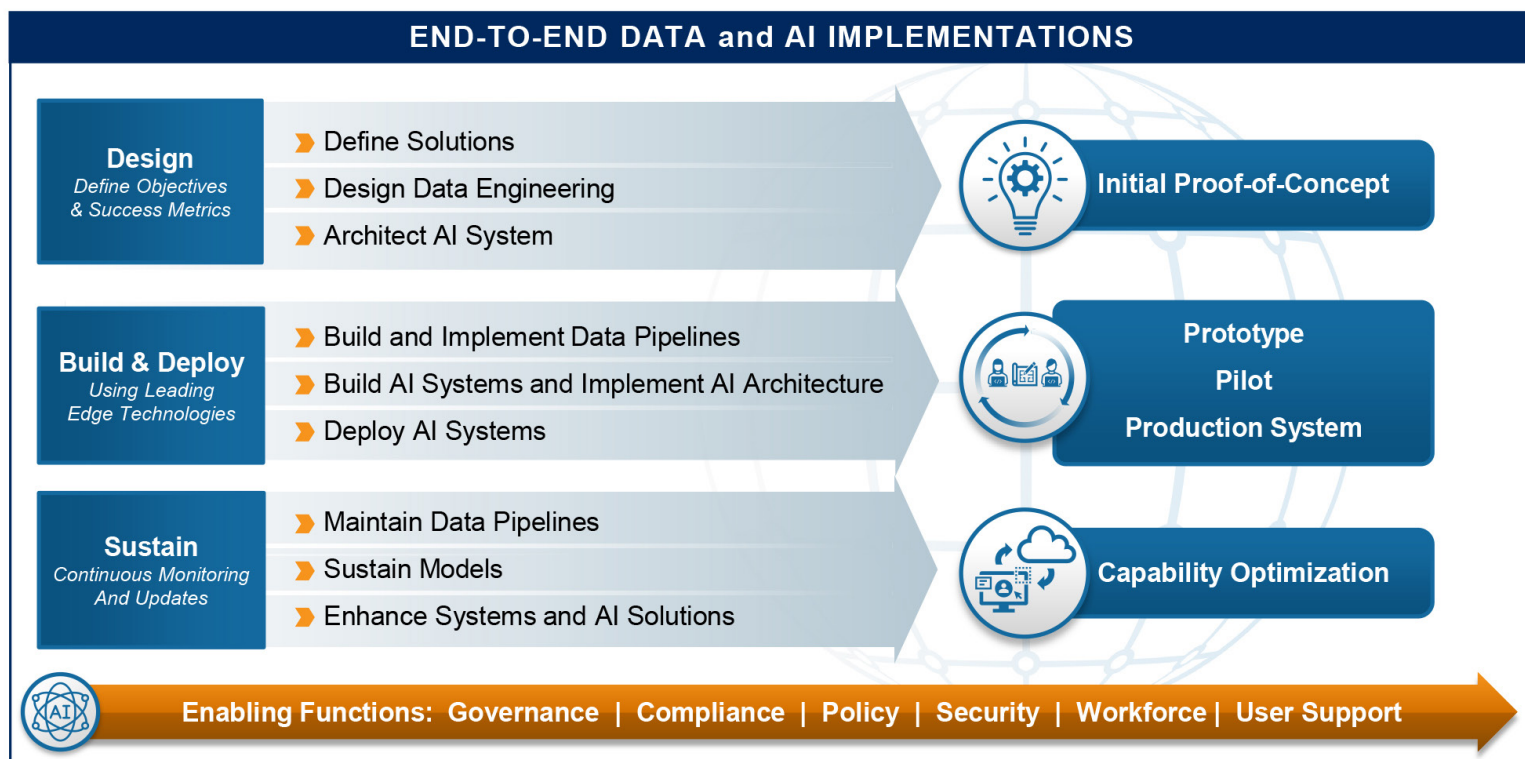 END-TO-END DATA and AI IMPLEMENTATIONS
Design
Define Objectives
& Success Metrics
Define Solutions
Design Data Engineering
Architect AI System
Initial Proof-of-Concept
Build & Deploy
Using Leading
Edge Technologies
Build and Implement Data Pipelines
Build AI Systems and Implement AI Architecture
Deploy AI Systems
Prototype
Pilot
Production System
Sustain
Continuous Monitoring
And Updates
Maintain Data Pipelines
Sustain Models
Enhance Systems and AI Solutions
Capability Optimization
AI
Enabling Functions: Governance | Compliance | Policy | Security | Workforce | User Support